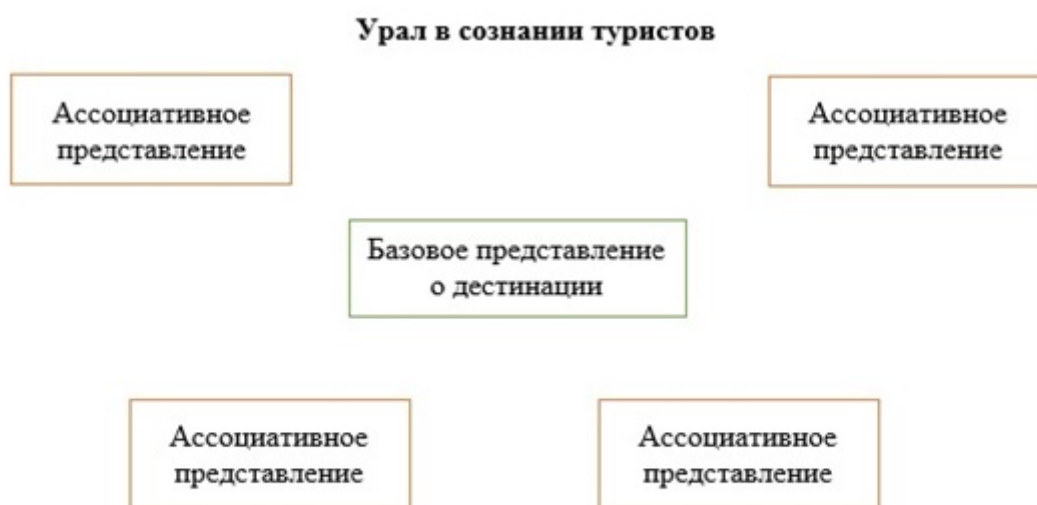 Урал в сознании туристов
Ассоциативное
представление
Ассоциативное
представление
Базовое представление
о дестинации
Ассоциативное
представление
Ассоциативное
представление